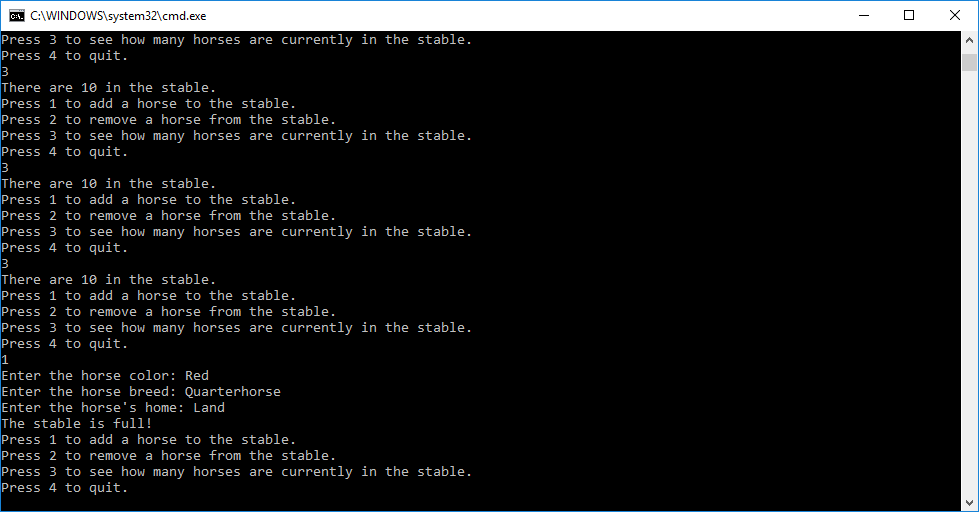 C:\WINDOWS\system32\cmd.exe
Press 3 to see how many horses are currently in the stable.
Press 4 to quit.
3
There are 10 in the stable.
Press 1 to add a horse to the stable.
Press 2 to remove a horse from the stable.
Press 3 to see how many horses are currently in the stable.
Press 4 to quit.
3
There are 10 in the stable.
Press 1 to add a horse to the stable.
Press 2 to remove a horse from the stable.
Press 3 to see how many horses are currently in the stable.
Press 4 to quit.
3
There are 10 in the stable.
Press 1 to add a horse to the stable.
Press 2 to remove a horse from the stable.
Press 3 to see how many horses are currently in the stable.
Press 4 to quit.
1
Enter the horse color: Red
Enter the horse breed: Quarterhorse
Enter the horse's home: Land
The stable is full!
Press 1 to add a horse to the stable.
Press 2 to remove a horse from the stable.
Press 3 to see how many horses are currently in the stable.
Press 4 to quit.